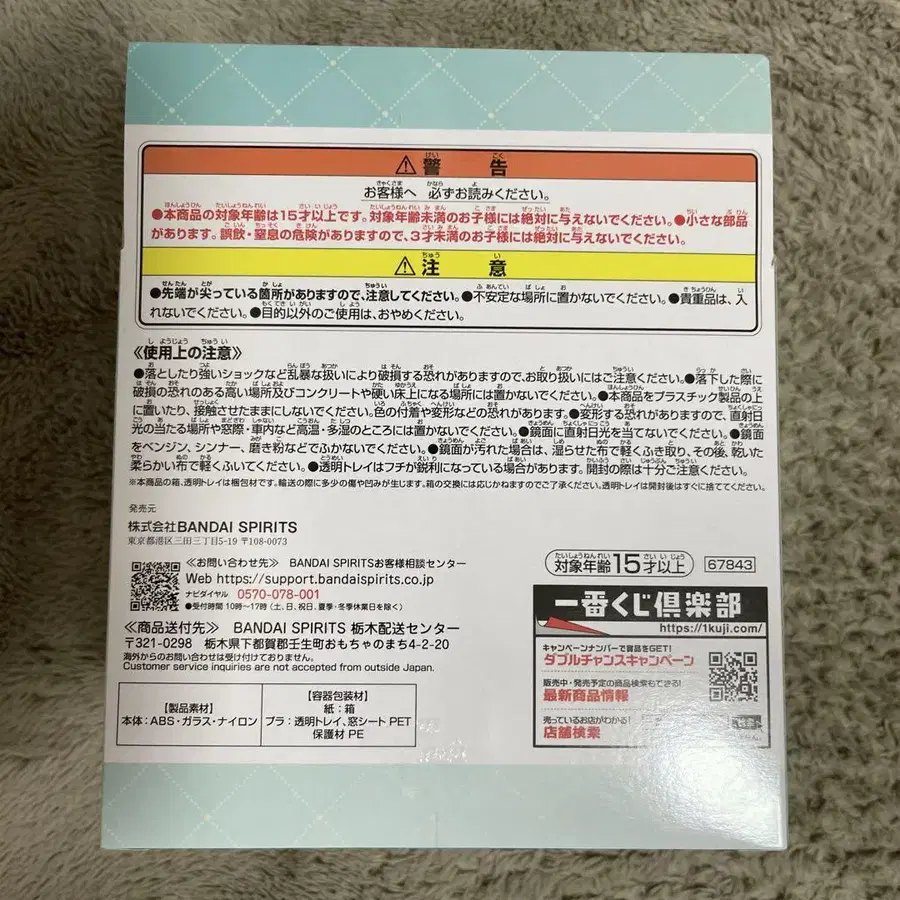 ⚠警告
お客様へ 必ずお読みください。
●本商品の対象年齢は15才以上です。対象年齢未満のお子様には絶対に与えないでください。●小さな部品
があります。誤飲・窒息の危険がありますので、3才未満のお子様には絶対に与えないでください。
⚠注意
●先端が尖っている箇所がありますので、注意してください。●不安定な場所に置かないでください。●貴重品は、入
れないでください。●目的以外のご使用は、おやめください。
《使用上の注意》
●落としたり強いショックなど乱暴な扱いにより破損する恐れがありますので、お取り扱いにはご注意ください。●落下した際に
破損の恐れのある高い場所及びコンクリートや硬い床上になる場所には置かないでください。●本商品をプラスチック製品の上
に置いたり、接触させたままにしないでください。色の付着や変形などの恐れがあります。●変形する恐れがありますので、直射日
光の当たる場所や窓際・車内など高温・多湿のところには置かないでください。●鏡面に直射日光を当てないでください。●鏡面
をベンジン、シンナー、磨き粉などでふかないでください。●鏡面が汚れた場合は、湿らせた布で軽くふき取り、その後、乾いた
柔らかい布で軽くふいてください。●透明トレイはフチが鋭利になっている場合があります。開封の際は十分ご注意ください。
※本商品の箱、透明トレイは梱包材です。輸送の際に多少の傷や凹みが生じます。箱の交換には応じかねますのでご了承ください。透明トレイは開封後はすぐに捨ててください。
発売元
株式会社BANDAI SPIRITS
東京都港区三田三丁目5-19 〒108-0073
≪お問い合わせ先≫ BANDAI SPIRITSお客様相談センター
Web https://support.bandaispirits.co.jp
ナビダイヤル 0570-078-001
●受付時間 10時〜17時(土、日、祝日、夏季・冬季休業日を除く)
≪商品送付先≫ BANDAI SPIRITS 栃木配送センター
〒321-0298 栃木県下都賀郡壬生町おもちゃのまち4-2-20
海外からのお問い合わせは受け付けておりません。
Customer service inquiries are not accepted from outside Japan.
【製品素材】
本体:ABS・ガラス・ナイロン
【容器包装材】
紙:箱
プラ:透明トレイ、窓シート PET
保護材 PE
対象年齢15才以上
67843
一番くじ倶楽部
https://1kuji.com/
キャンペーンナンバーで賞品をGET!
ダブルチャンスキャンペーン
販売中・発売予定の商品検索もできる!
最新商品情報
売っているお店がわかる!
店舗検索